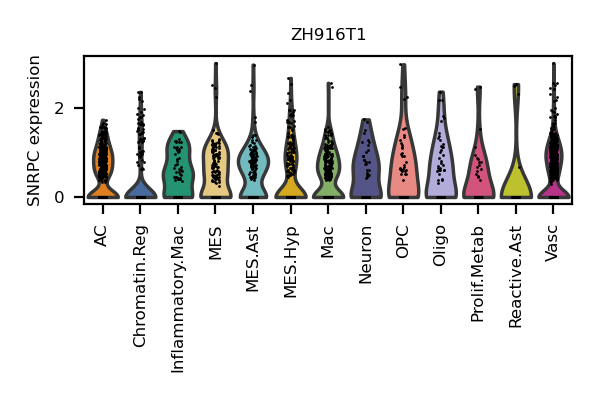 ZH916T1
SNRPC expression
2
0
AC
Chromatin.Reg
Inflammatory.Mac
MES
MES.Ast
MES.Hyp
Mac
Neuron
OPC
Oligo
Prolif.Metab
Reactive.Ast
Vasc